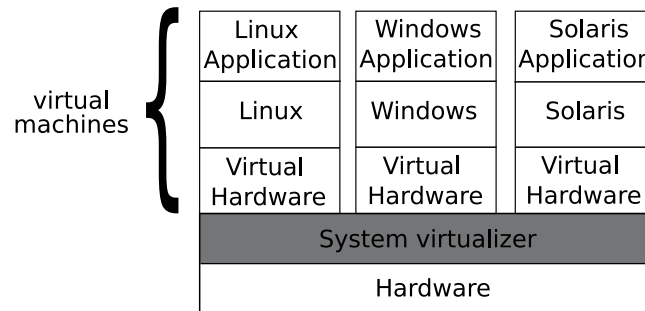 Linux
Application
Windows
Application
Solaris
Application
virtual
machines
Linux
Windows
Solaris
Virtual
Hardware
Virtual
Hardware
Virtual
Hardware
System virtualizer
Hardware